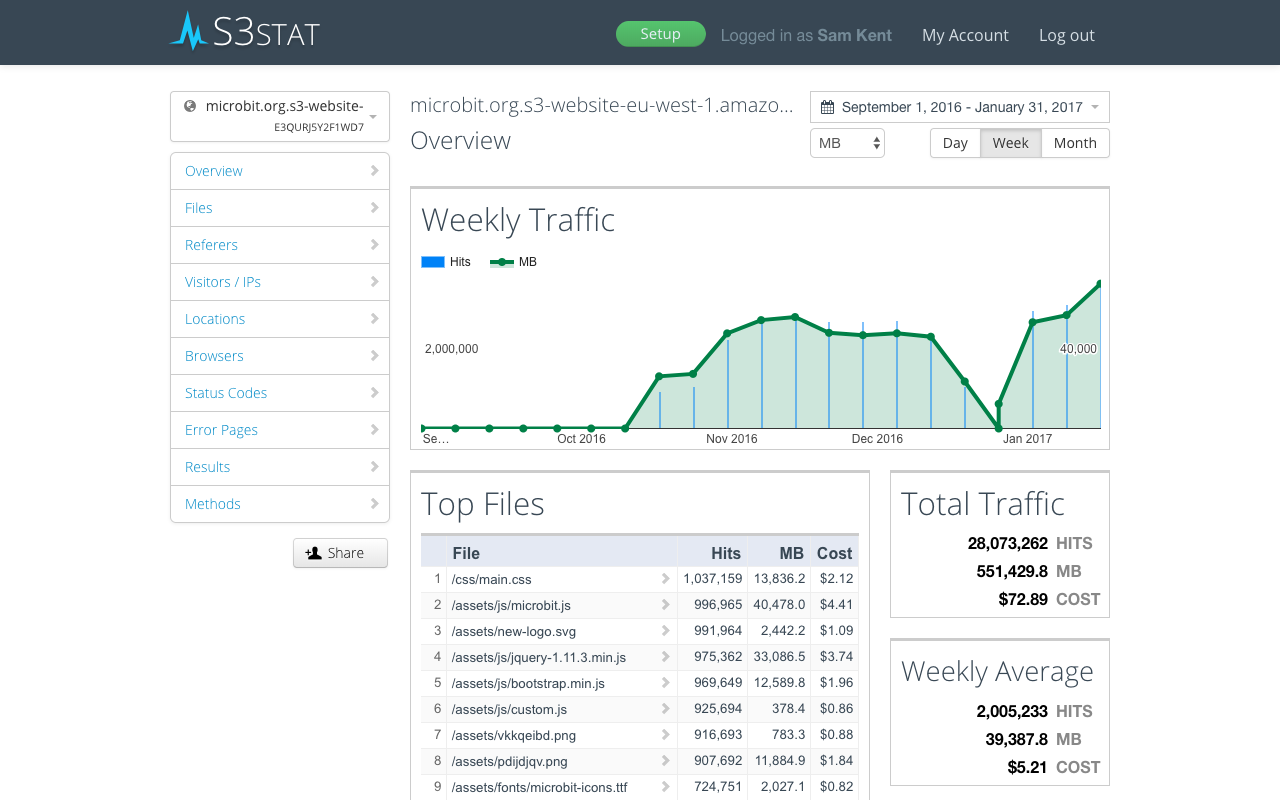 S3STAT
Setup
Logged in as Sam Kent
My Account
Log out
microbit.org.s3-website-
E3QURJ5Y2F1WD7
Overview
Files
Referers
Visitors / IPs
Locations
Browsers
Status Codes
Error Pages
Results
Methods
Share
microbit.org.s3-website-eu-west-1.amazo...
Overview
September 1, 2016 - January 31, 2017
MB
Day Week Month
Weekly Traffic
Hits MB
2,000,000 40,000
Se... Oct 2016 Nov 2016 Dec 2016 Jan 2017
Top Files
File Hits MB Cost
1 /css/main.css 1,037,159 13,836.2 $2.12
2 /assets/js/microbit.js 996,965 40,478.0 $4.41
3 /assets/new-logo.svg 991,964 2,442.2 $1.09
4 /assets/js/jquery-1.11.3.min.js 975,362 33,086.5 $3.74
5 /assets/js/bootstrap.min.js 969,649 12,589.8 $1.96
6 /assets/js/custom.js 925,694 378.4 $0.86
7 /assets/vkkqeibd.png 916,693 783.3 $0.88
8 /assets/pdijdjqv.png 907,692 11,884.9 $1.84
9 /assets/fonts/microbit-icons.ttf 724,751 2,027.1 $0.82
Total Traffic
28,073,262 HITS
551,429.8 MB
$72.89 COST
Weekly Average
2,005,233 HITS
39,387.8 MB
$5.21 COST